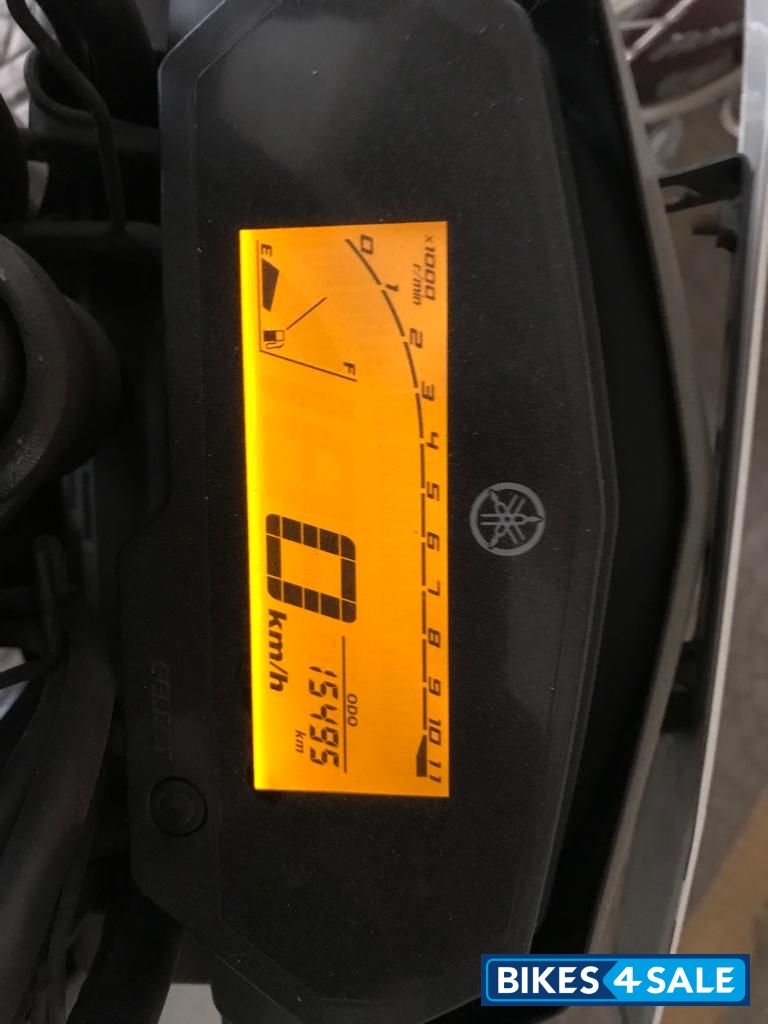 x1000 r/min
0 1 2 3 4 5 6 7 8 9 10 11
E F
0 km/h
ODO
15495 km
SELECT
BIKES4SALE